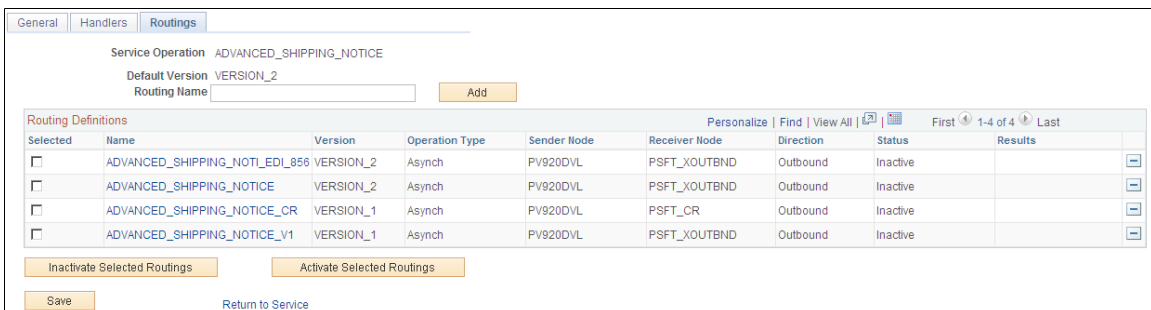 General Handlers Routings
Service Operation ADVANCED_SHIPPING_NOTICE
Default Version VERSION_2
Routing Name Add
Routing Definitions Personalize | Find | View All | | First 1-4 of 4 Last
Selected Name Version Operation Type Sender Node Receiver Node Direction Status Results
ADVANCED_SHIPPING_NOTI_EDI_856 VERSION_2 Asynch PV920DVL PSFT_XOUTBND Outbound Inactive
ADVANCED_SHIPPING_NOTICE VERSION_2 Asynch PV920DVL PSFT_XOUTBND Outbound Inactive
ADVANCED_SHIPPING_NOTICE_CR VERSION_1 Asynch PV920DVL PSFT_CR Outbound Inactive
ADVANCED_SHIPPING_NOTICE_V1 VERSION_1 Asynch PV920DVL PSFT_XOUTBND Outbound Inactive
Inactivate Selected Routings Activate Selected Routings
Save Return to Service